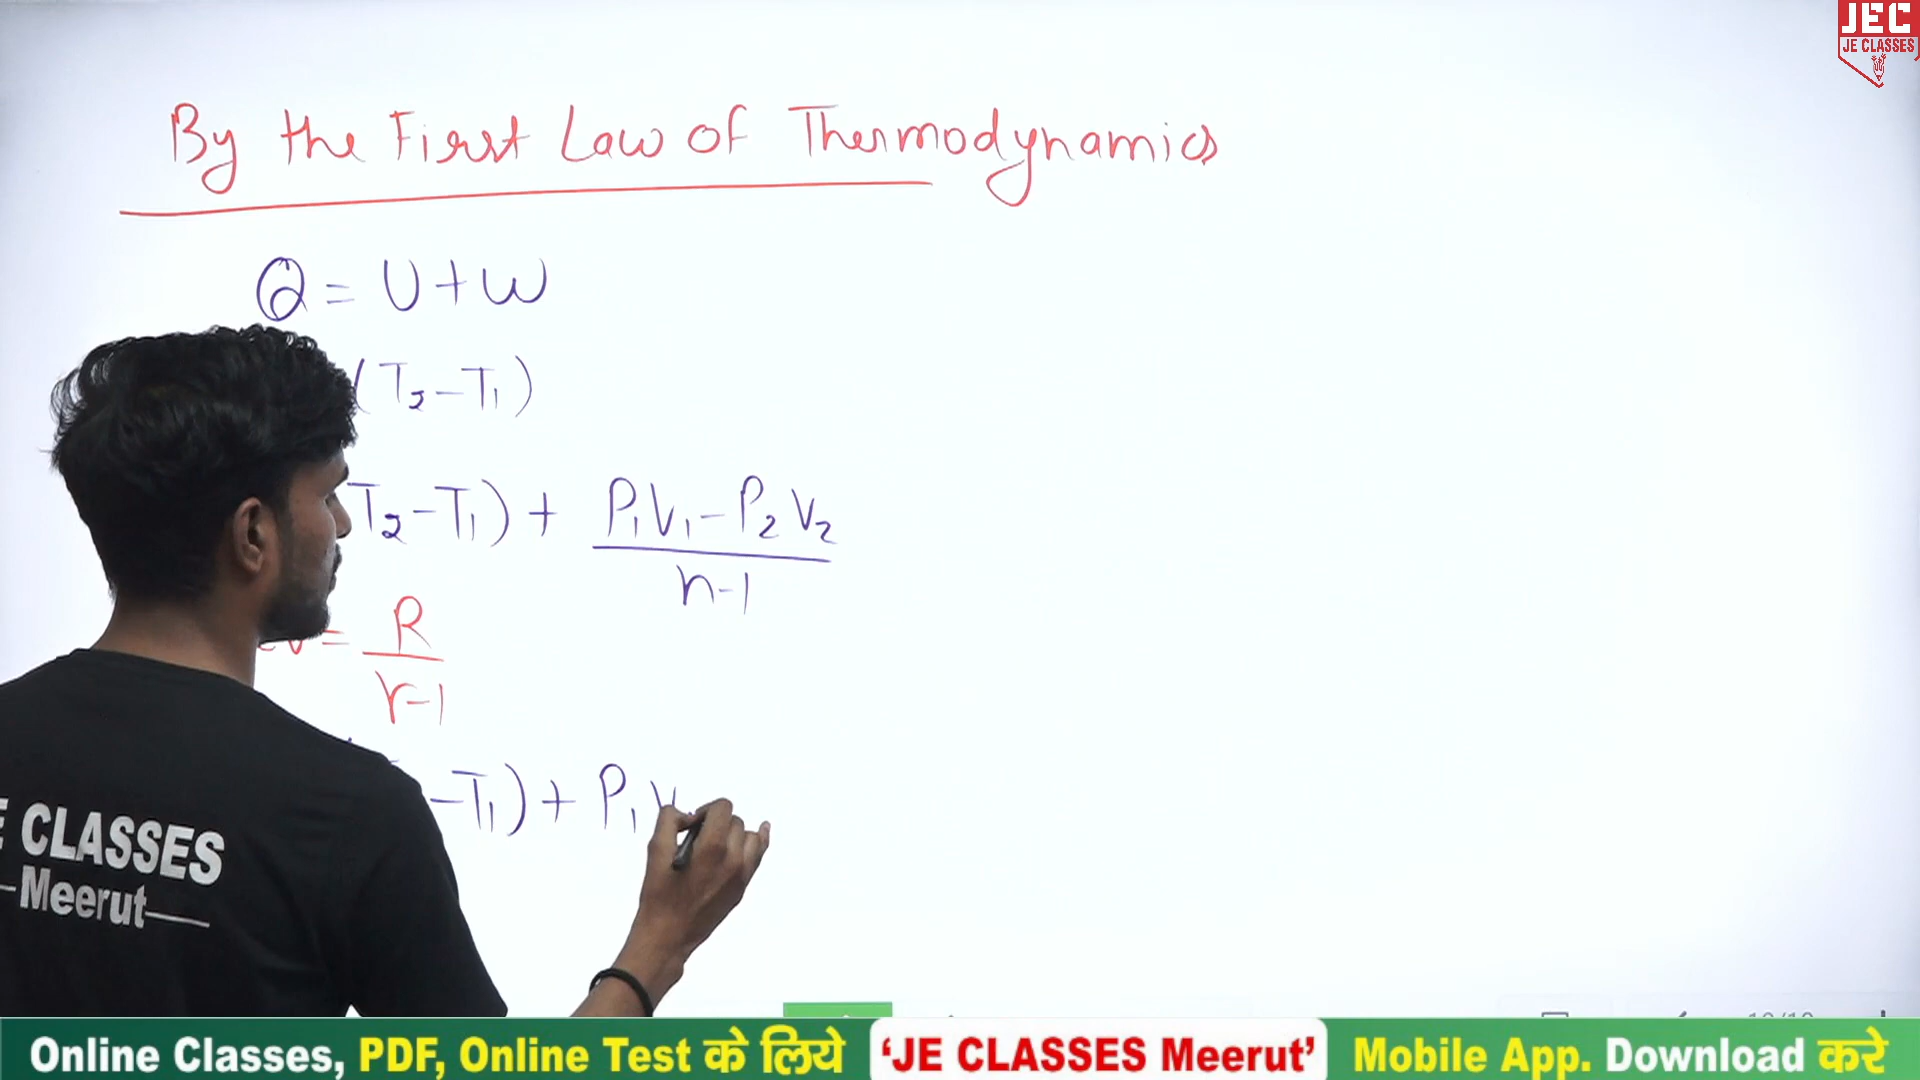 JEC
JE CLASSES
By the First Law of Thermodynamics
Q = U + W
(T₂-T₁)
T₂-T₁) + P₁V₁-P₂V₂
n-1
= R
γ-1
-T₁) + P₁V
E CLASSES
Meerut
Online Classes, PDF, Online Test के लिये 'JE CLASSES Meerut' Mobile App. Download करे